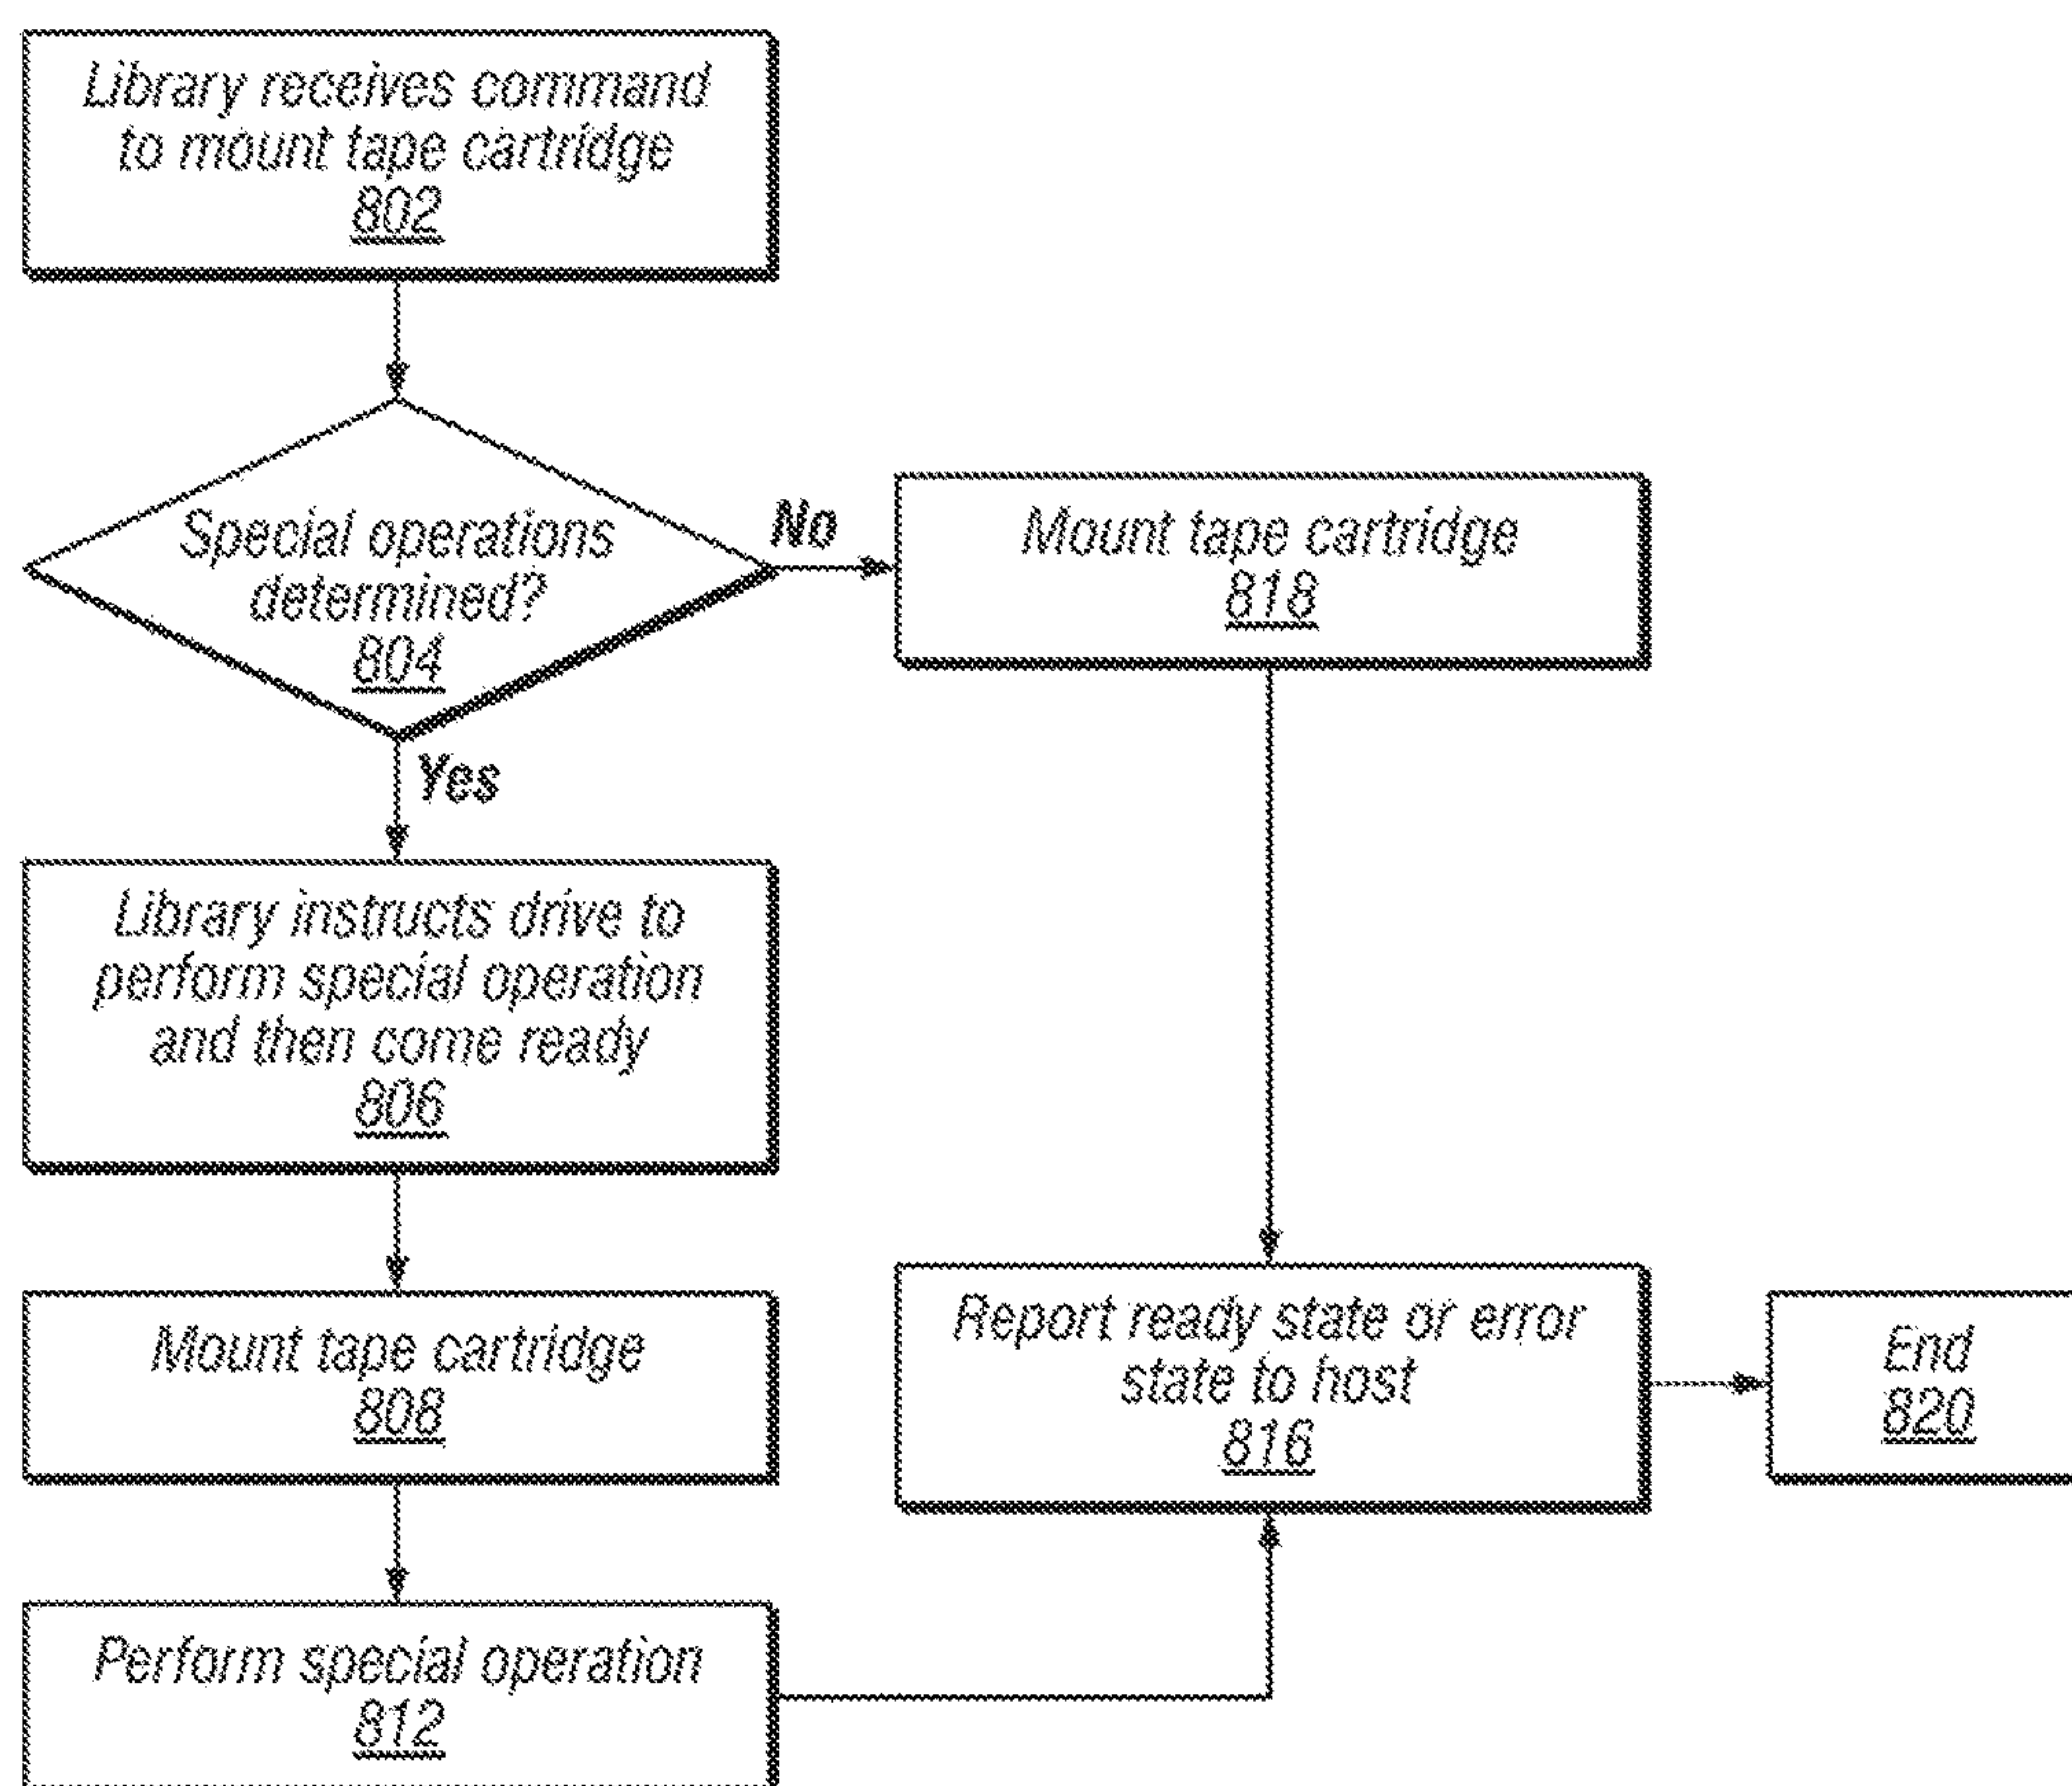 Library receives command
to mount tape cartridge
802
Special operations
determined?
804
No
Mount tape cartridge
818
Yes
Library instructs drive to
perform special operation
and then come ready
806
Mount tape cartridge
808
Report ready state or error
state to host
816
End
820
Perform special operation
812